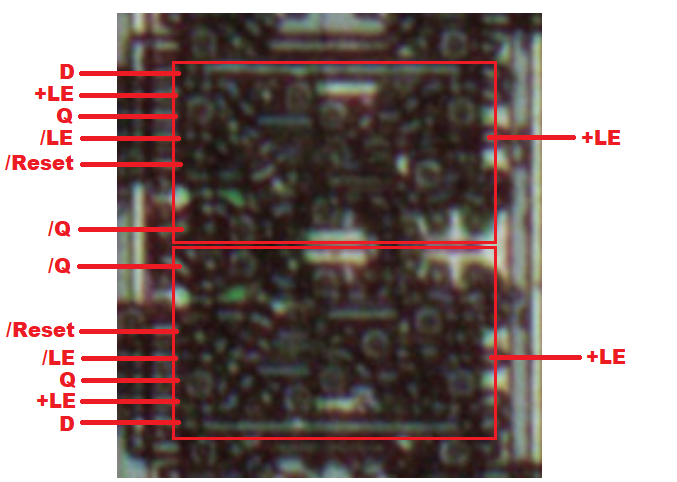 D
+LE
Q
/LE
+LE
/Reset
/Q
/Q
/Reset
/LE
+LE
Q
+LE
D